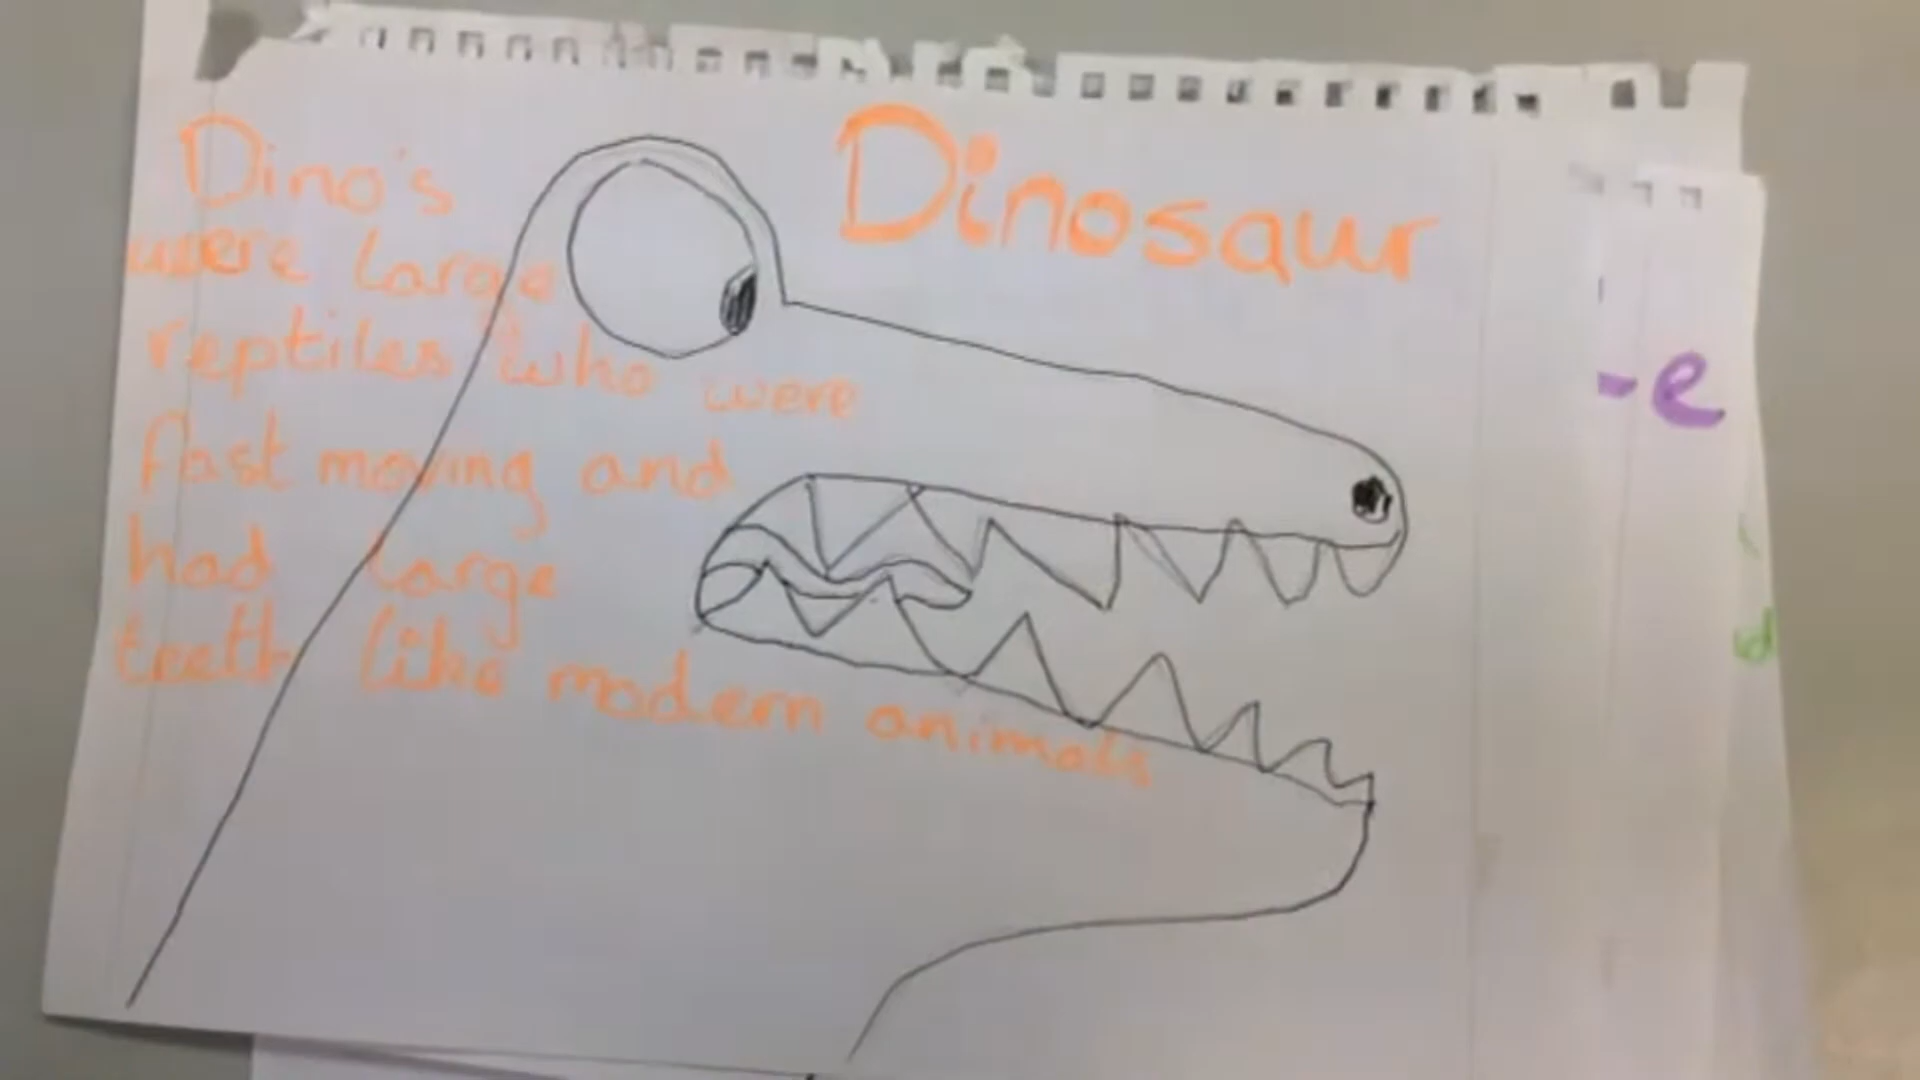 Dinosaur
Dino's
were large
reptiles who were
fast moving and
had large
teeth like modern animals
-e
d